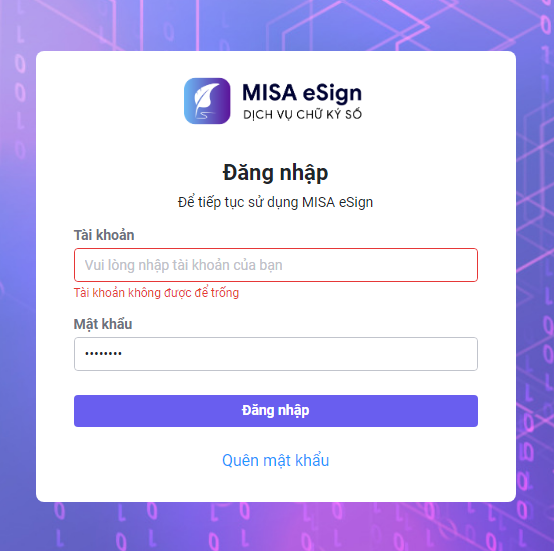 MISA eSign
DỊCH VỤ CHỮ KÝ SỐ
Đăng nhập
Để tiếp tục sử dụng MISA eSign
Tài khoản
Vui lòng nhập tài khoản của bạn
Tài khoản không được để trống
Mật khẩu
••••••••
Đăng nhập
Quên mật khẩu